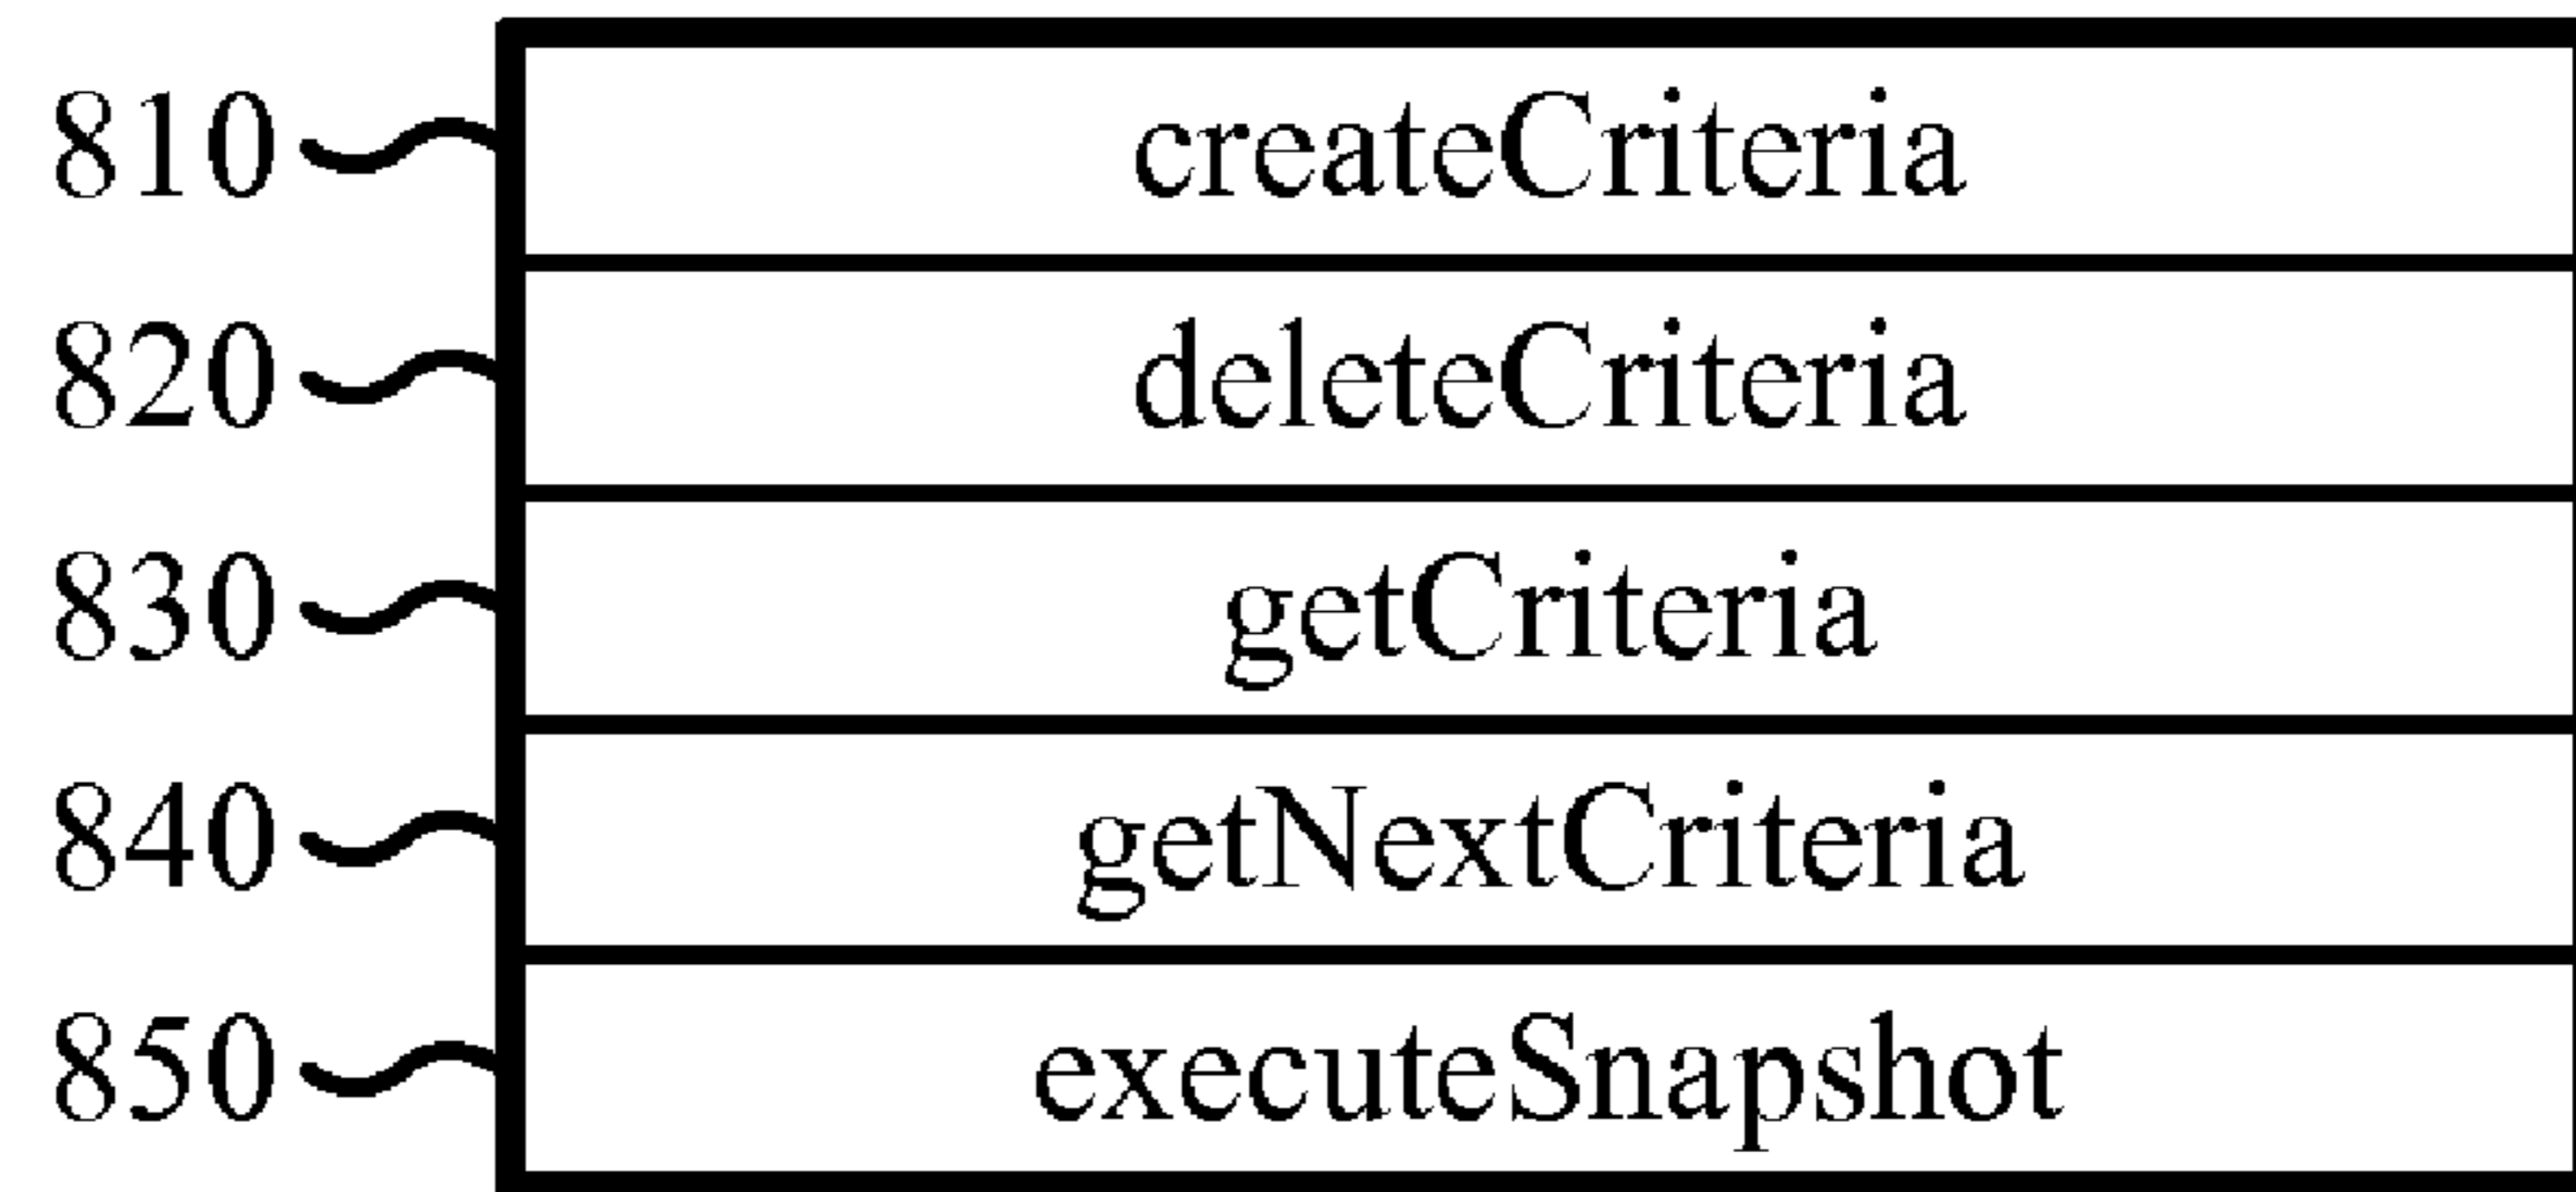 810 createCriteria
820 deleteCriteria
830 getCriteria
840 getNextCriteria
850 executeSnapshot